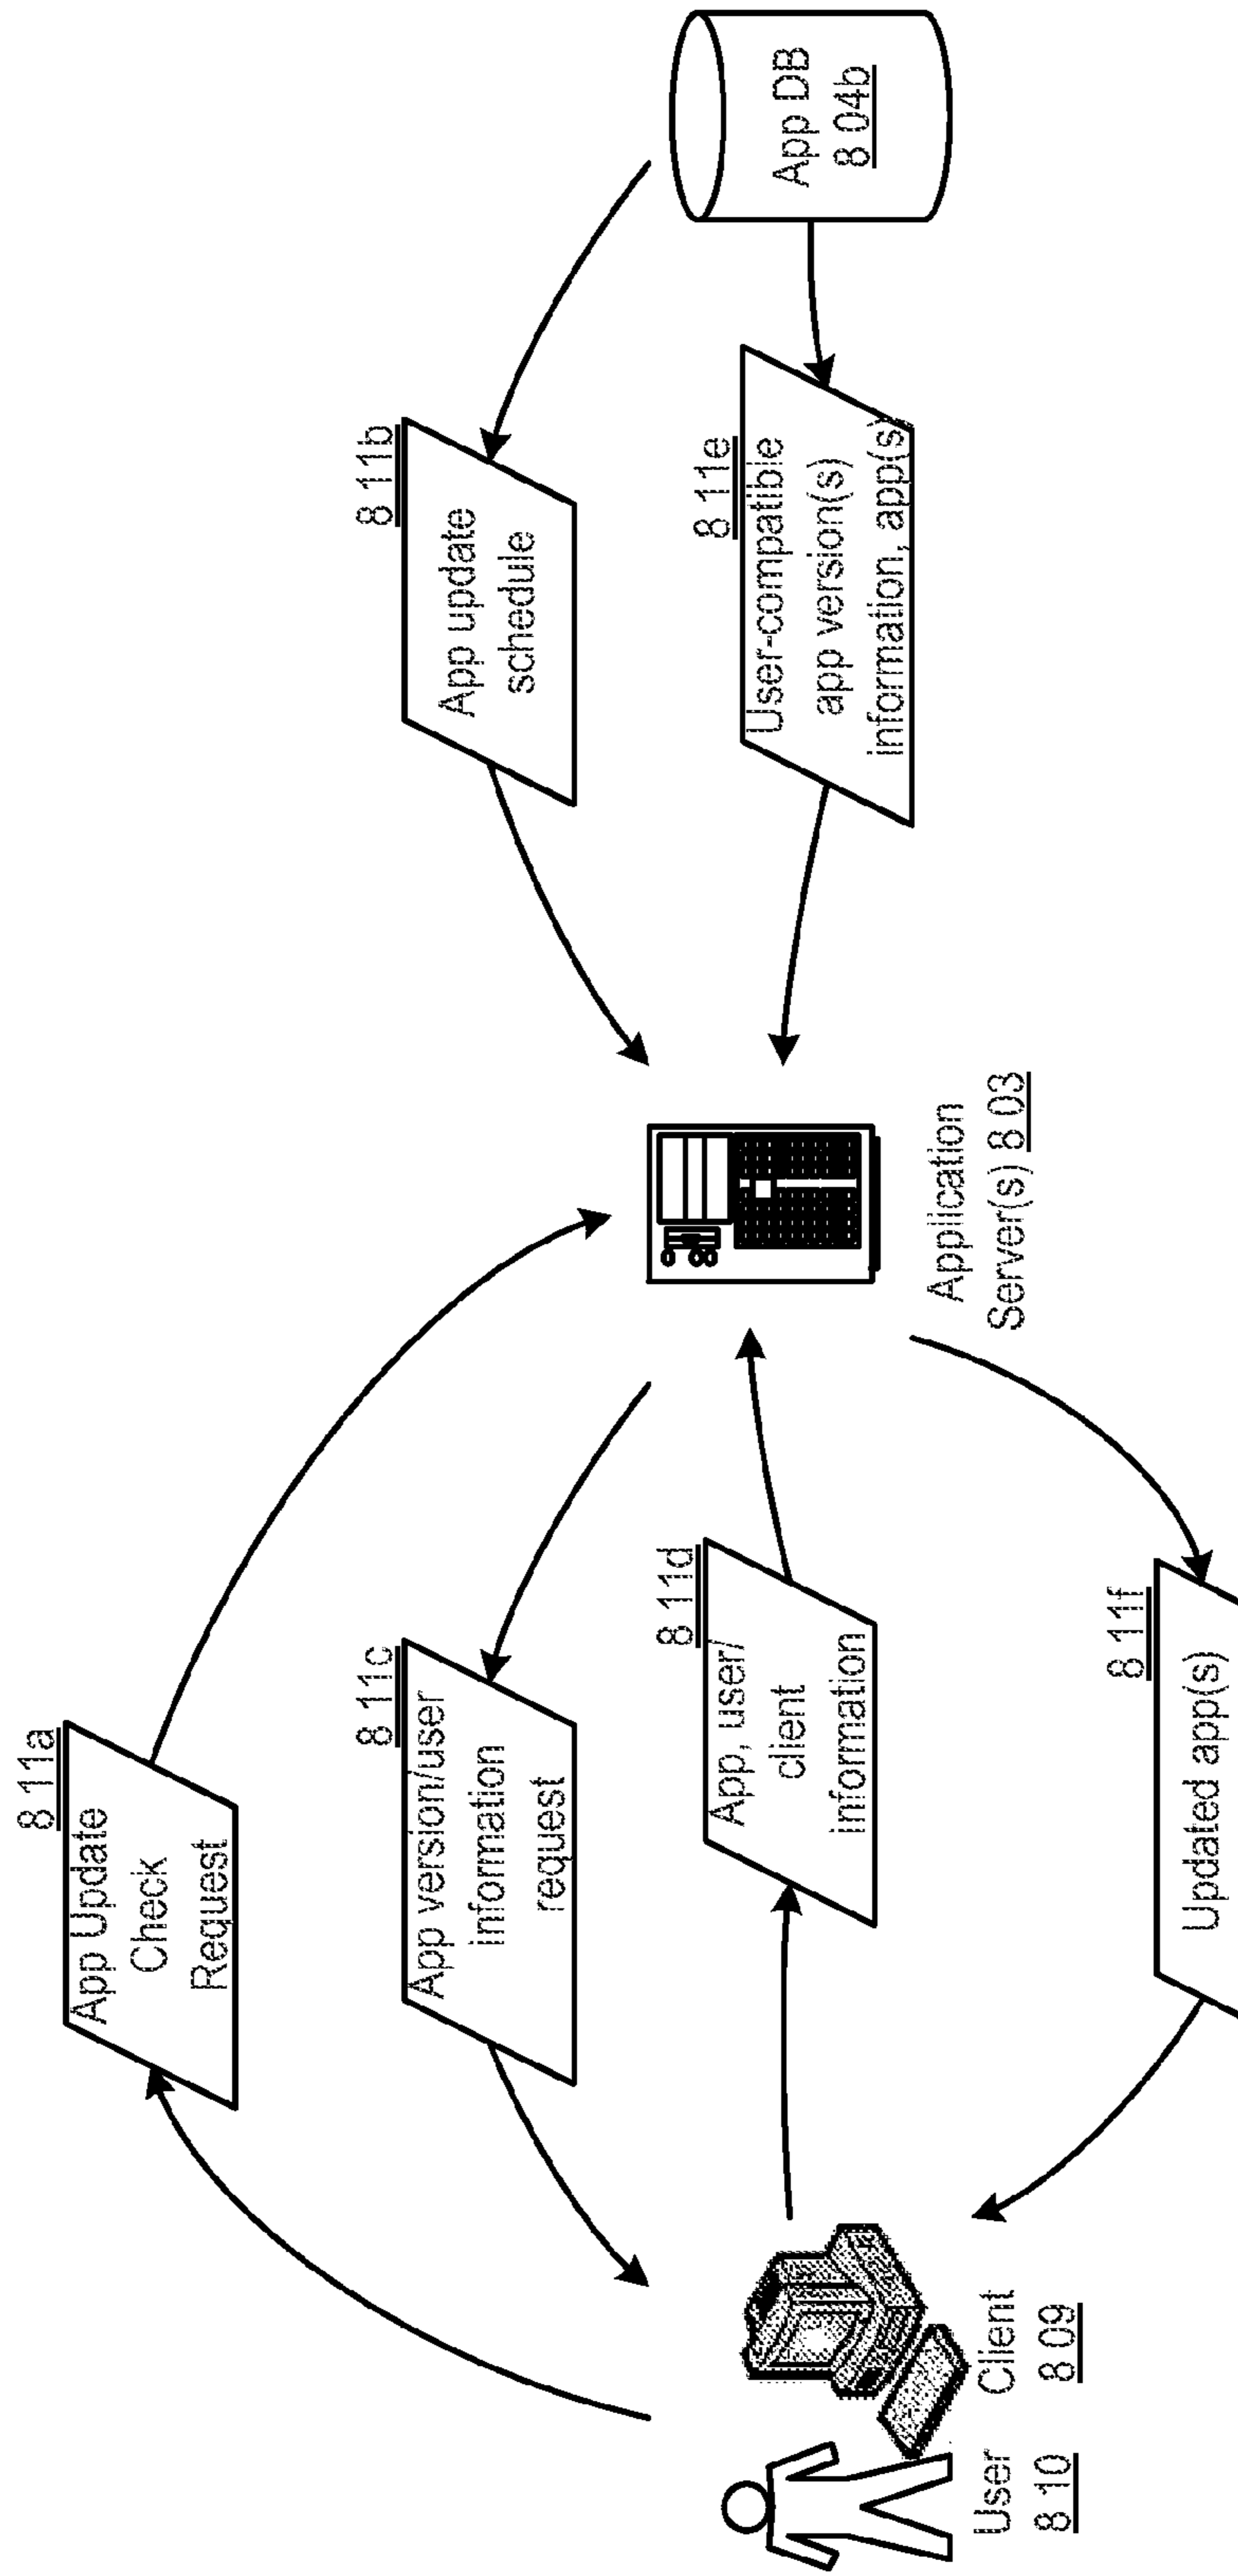 8 11a
App Update
Check
Request
8 11c
App version/user
information
request
8 11b
App update
schedule
8 11d
App, user/
client
information
8 11e
User-compatible
app version(s)
information, app(s)
8 11f
Updated app(s)
User
8 10
Client
8 09
Application
Server(s) 8 03
App DB
8 04b